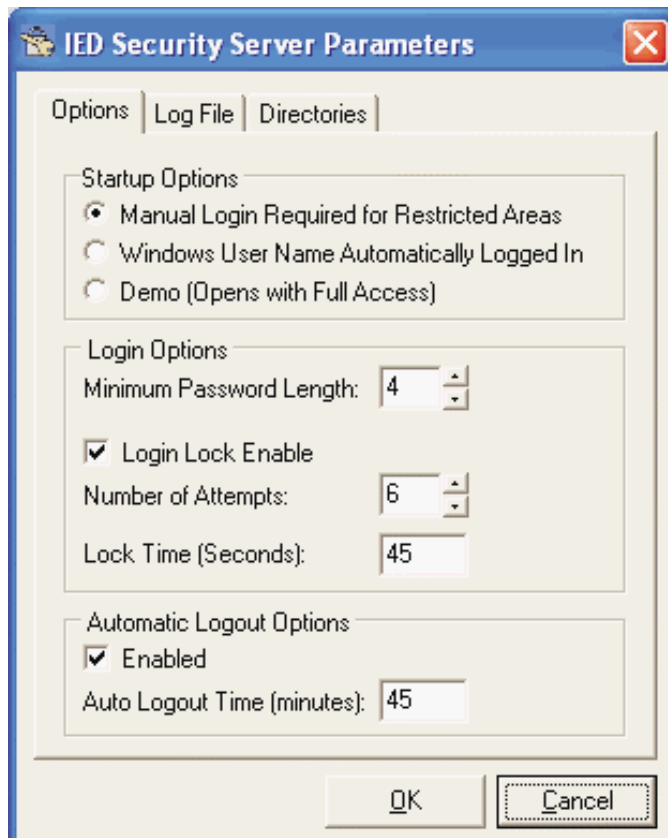 IED Security Server Parameters
Options Log File Directories
Startup Options
Manual Login Required for Restricted Areas
Windows User Name Automatically Logged In
Demo (Opens with Full Access)
Login Options
Minimum Password Length: 4
Login Lock Enable
Number of Attempts: 6
Lock Time (Seconds): 45
Automatic Logout Options
Enabled
Auto Logout Time (minutes): 45
OK Cancel